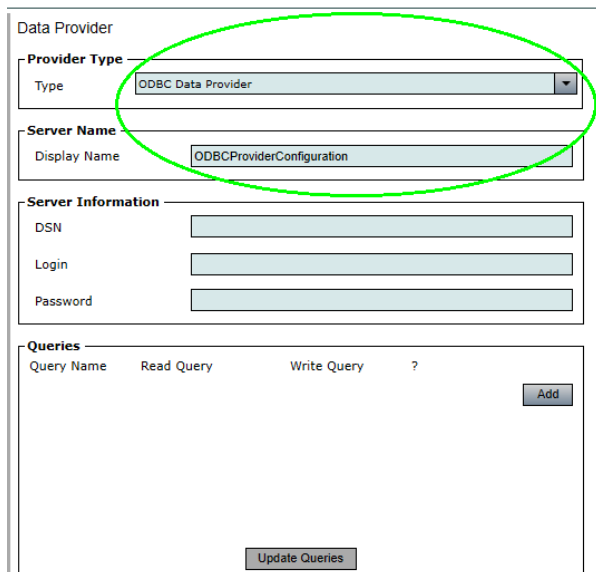 Data Provider
Provider Type
Type ODBC Data Provider
Server Name
Display Name ODBCProviderConfiguration
Server Information
DSN
Login
Password
Queries
Query Name Read Query Write Query ?
Add
Update Queries